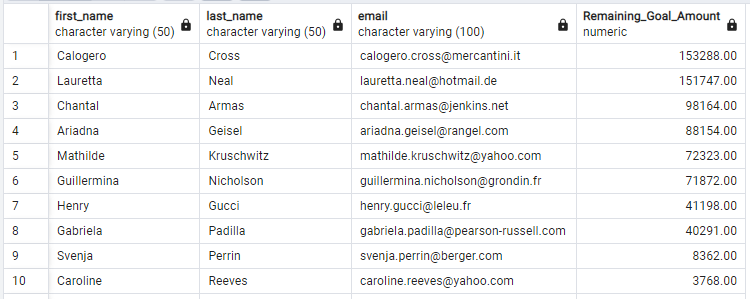 first_name last_name email Remaining_Goal_Amount
character varying (50) character varying (50) character varying (100) numeric
1 Calogero Cross calogero.cross@mercantini.it 153288.00
2 Lauretta Neal lauretta.neal@hotmail.de 151747.00
3 Chantal Armas chantal.armas@jenkins.net 98164.00
4 Ariadna Geisel ariadna.geisel@rangel.com 88154.00
5 Mathilde Kruschwitz mathilde.kruschwitz@yahoo.com 72323.00
6 Guillermina Nicholson guillermina.nicholson@grondin.fr 71872.00
7 Henry Gucci henry.gucci@leleu.fr 41198.00
8 Gabriela Padilla gabriela.padilla@pearson-russell.com 40291.00
9 Svenja Perrin svenja.perrin@berger.com 8362.00
10 Caroline Reeves caroline.reeves@yahoo.com 3768.00